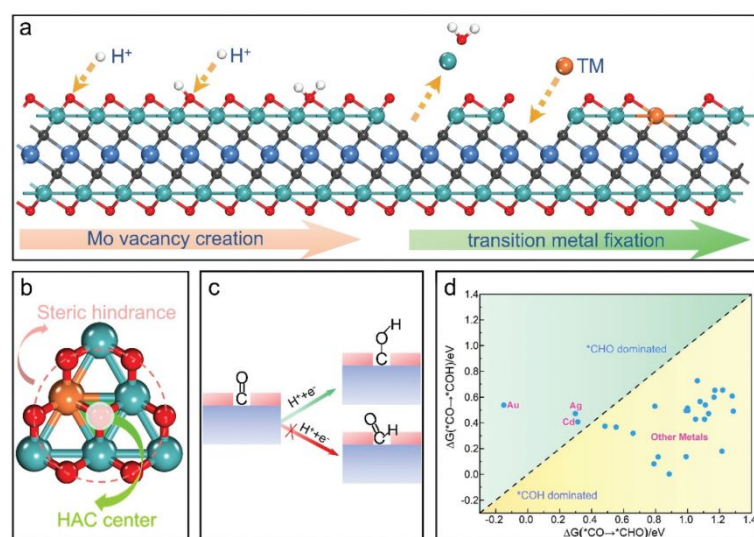 a
H⁺
H⁺
TM
Mo vacancy creation
transition metal fixation
b
Steric hindrance
HAC center
c
O
C
H⁺+e⁻
H⁺+e⁻
H
O
C
O
C
H
d
ΔG(*CO→*COH)/eV
1.4
1.2
1.0
0.8
0.6
0.4
0.2
0.0
-0.2
*CHO dominated
Au
Ag
Cd
Other Metals
*COH dominated
-0.2 0.0 0.2 0.4 0.6 0.8 1.0 1.2 1.4
ΔG(*CO→*CHO)/eV